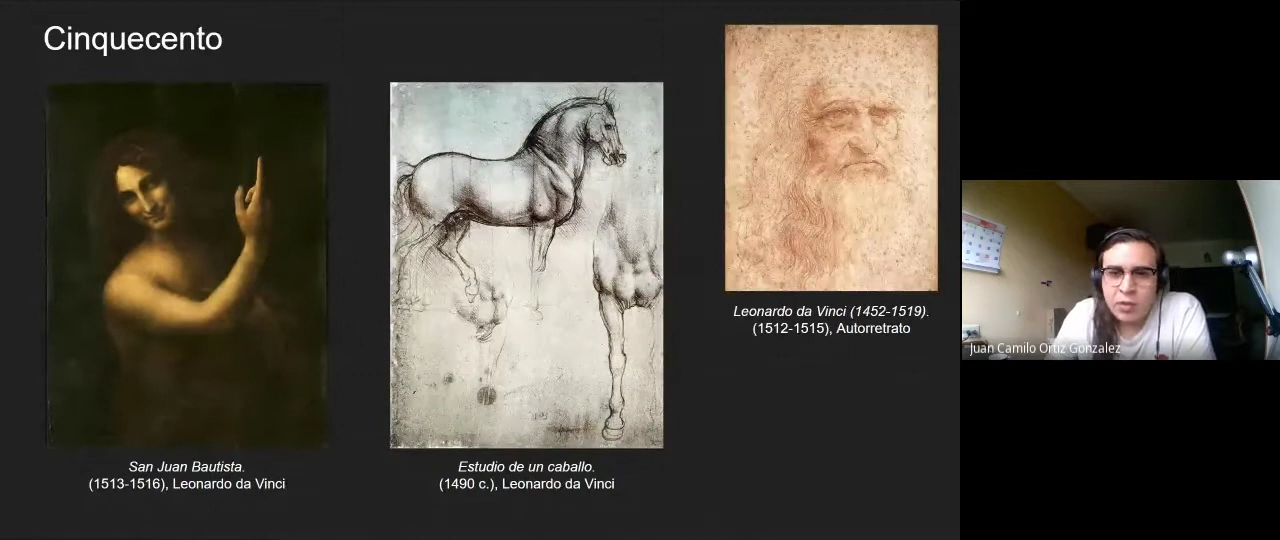 Cinquecento
San Juan Bautista.
(1513-1516), Leonardo da Vinci
Estudio de un caballo.
(1490 c.), Leonardo da Vinci
Leonardo da Vinci (1452-1519).
(1512-1515), Autorretrato
Juan Camilo Ortiz Gonzalez